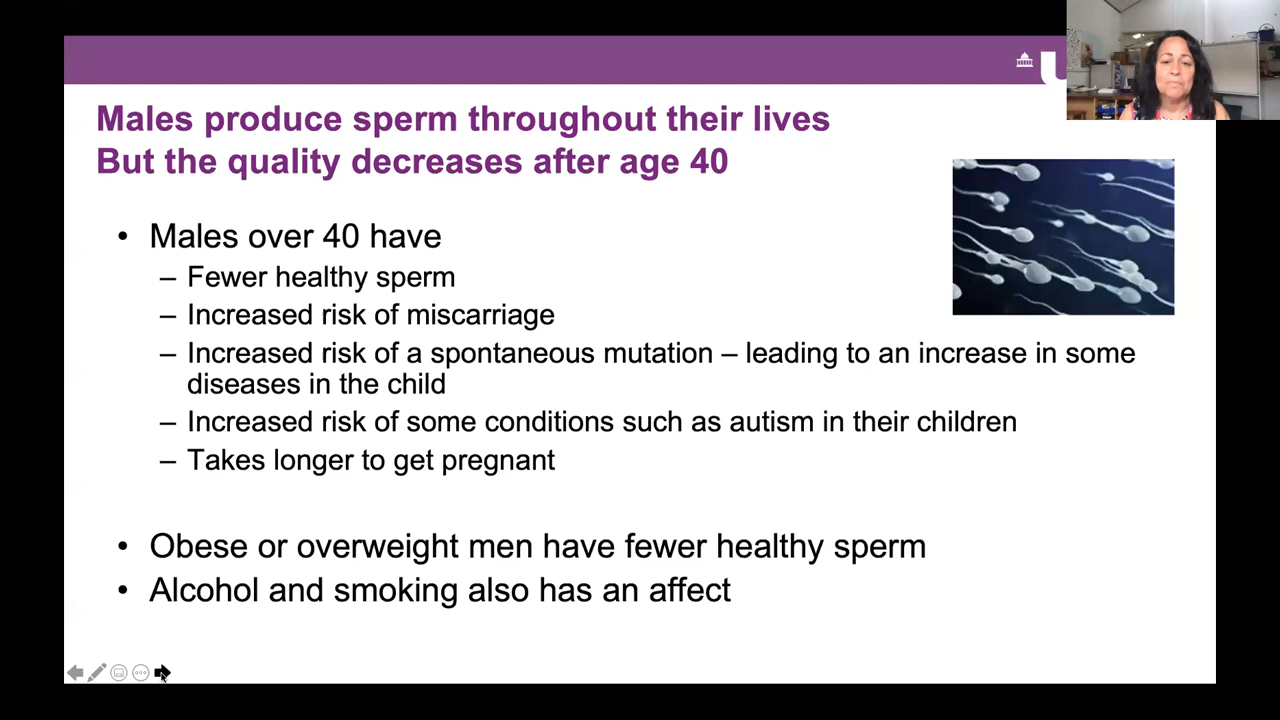 Males produce sperm throughout their lives
But the quality decreases after age 40
• Males over 40 have
– Fewer healthy sperm
– Increased risk of miscarriage
– Increased risk of a spontaneous mutation – leading to an increase in some
diseases in the child
– Increased risk of some conditions such as autism in their children
– Takes longer to get pregnant
• Obese or overweight men have fewer healthy sperm
• Alcohol and smoking also has an affect